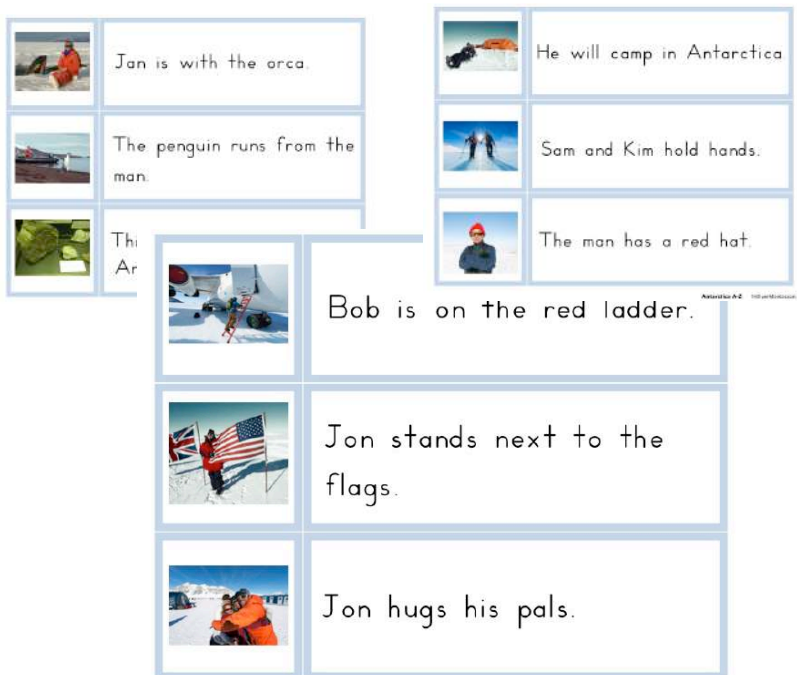 Jan is with the orca.
The penguin runs from the
man.
He will camp in Antarctica
Sam and Kim hold hands.
The man has a red hat.
Antarctica A-Z
Bob is on the red ladder.
Jon stands next to the
flags.
Jon hugs his pals.